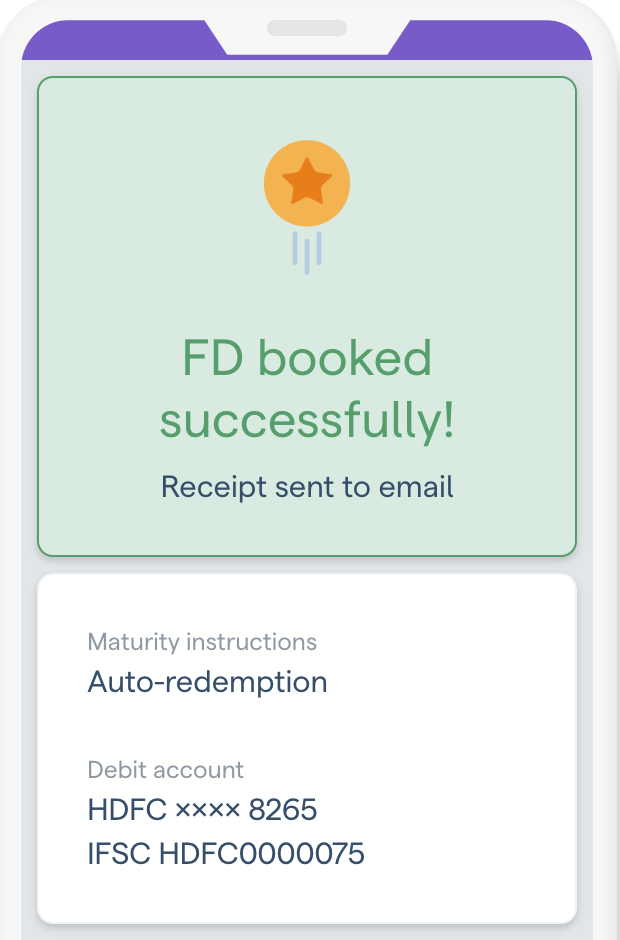 FD booked
successfully!
Receipt sent to email
Maturity instructions
Auto-redemption
Debit account
HDFC ×××× 8265
IFSC HDFC0000075